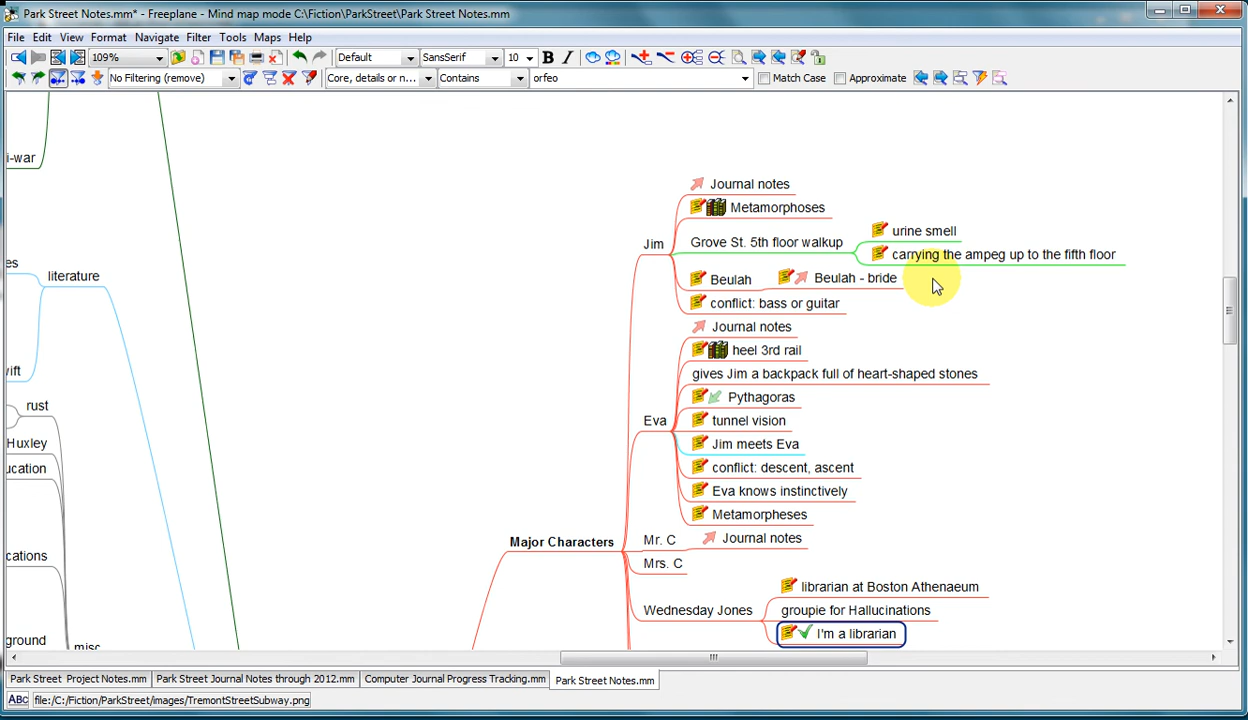 Park Street Notes.mm* - Freeplane - Mind map mode C:\Fiction\ParkStreet\Park Street Notes.mm
File Edit View Format Navigate Filter Tools Maps Help
109% Default SansSerif 10 B I
No Filtering (remove) Core, details or n... Contains orfeo Match Case Approximate
i-war
Journal notes
Metamorphoses
urine smell
Jim
Grove St. 5th floor walkup
carrying the ampeg up to the fifth floor
es
literature
Beulah
Beulah - bride
conflict: bass or guitar
Journal notes
heel 3rd rail
ift
gives Jim a backpack full of heart-shaped stones
Pythagoras
rust
Eva
tunnel vision
Huxley
Jim meets Eva
ucation
conflict: descent, ascent
Eva knows instinctively
Metamorpheses
Major Characters
Mr. C
Journal notes
cations
Mrs. C
librarian at Boston Athenaeum
Wednesday Jones
groupie for Hallucinations
I'm a librarian
ground
misc
Park Street Project Notes.mm Park Street Journal Notes through 2012.mm Computer Journal Progress Tracking.mm Park Street Notes.mm
ABC file:/C:/Fiction/ParkStreet/images/TremontStreetSubway.png